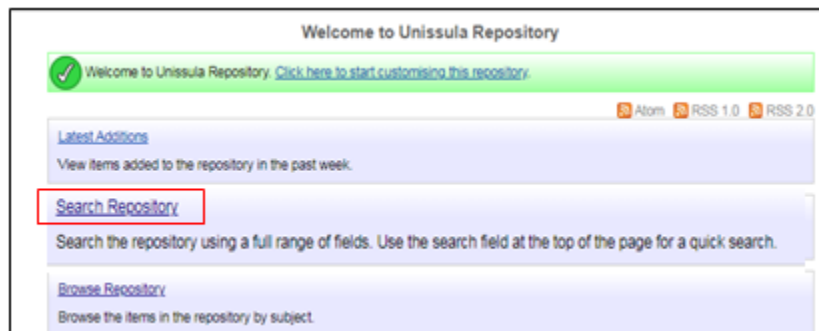 Welcome to Unissula Repository
Welcome to Unissula Repository. Click here to start customising this repository.
Atom RSS 1.0 RSS 2.0
Latest Additions
View items added to the repository in the past week.
Search Repository
Search the repository using a full range of fields. Use the search field at the top of the page for a quick search.
Browse Repository
Browse the items in the repository by subject.